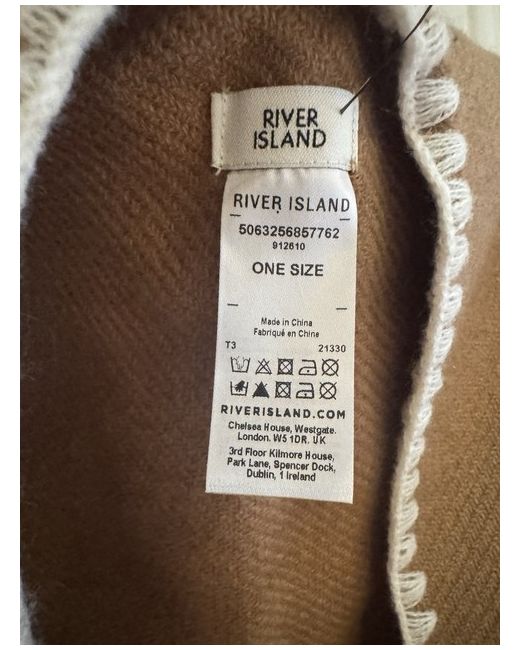 RIVER
ISLAND
RIVER ISLAND
5063256857762
912610
ONE SIZE
Made in China
Fabriqué en Chine
T3 21330
RIVERISLAND.COM
Chelsea House, Westgate.
London. W5 1DR. UK
3rd Floor Kilmore House,
Park Lane, Spencer Dock,
Dublin, 1 Ireland